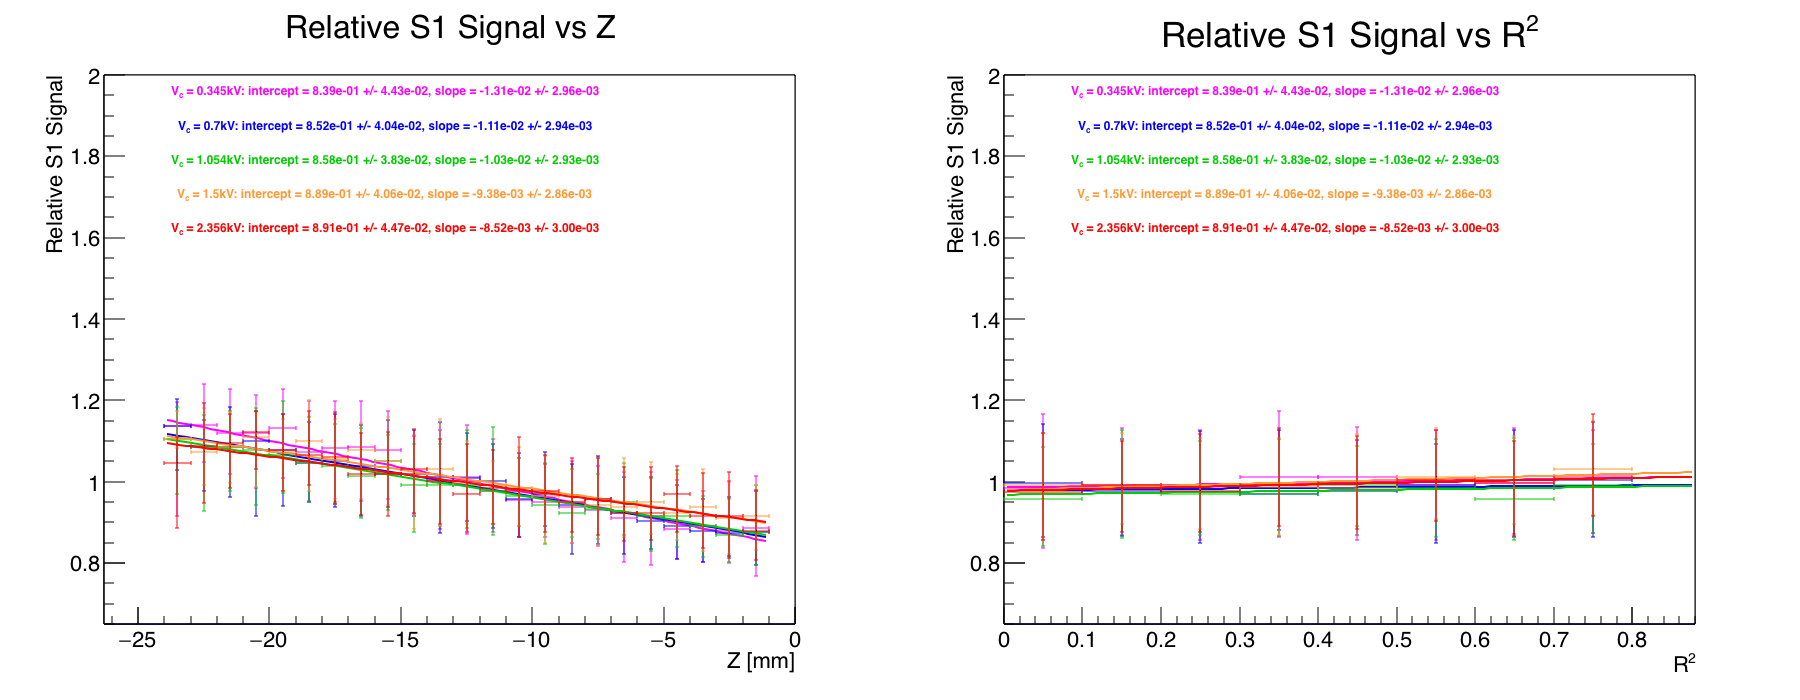 Relative S1 Signal vs Z
Relative S1 Signal
2
1.8
1.6
1.4
1.2
1
0.8
V_c = 0.345kV: intercept = 8.39e-01 +/- 4.43e-02, slope = -1.31e-02 +/- 2.96e-03
V_c = 0.7kV: intercept = 8.52e-01 +/- 4.04e-02, slope = -1.11e-02 +/- 2.94e-03
V_c = 1.054kV: intercept = 8.58e-01 +/- 3.83e-02, slope = -1.03e-02 +/- 2.93e-03
V_c = 1.5kV: intercept = 8.89e-01 +/- 4.06e-02, slope = -9.38e-03 +/- 2.86e-03
V_c = 2.356kV: intercept = 8.91e-01 +/- 4.47e-02, slope = -8.52e-03 +/- 3.00e-03
−25 −20 −15 −10 −5 0
Z [mm]
Relative S1 Signal vs R²
Relative S1 Signal
2
1.8
1.6
1.4
1.2
1
0.8
V_c = 0.345kV: intercept = 8.39e-01 +/- 4.43e-02, slope = -1.31e-02 +/- 2.96e-03
V_c = 0.7kV: intercept = 8.52e-01 +/- 4.04e-02, slope = -1.11e-02 +/- 2.94e-03
V_c = 1.054kV: intercept = 8.58e-01 +/- 3.83e-02, slope = -1.03e-02 +/- 2.93e-03
V_c = 1.5kV: intercept = 8.89e-01 +/- 4.06e-02, slope = -9.38e-03 +/- 2.86e-03
V_c = 2.356kV: intercept = 8.91e-01 +/- 4.47e-02, slope = -8.52e-03 +/- 3.00e-03
0 0.1 0.2 0.3 0.4 0.5 0.6 0.7 0.8
R²